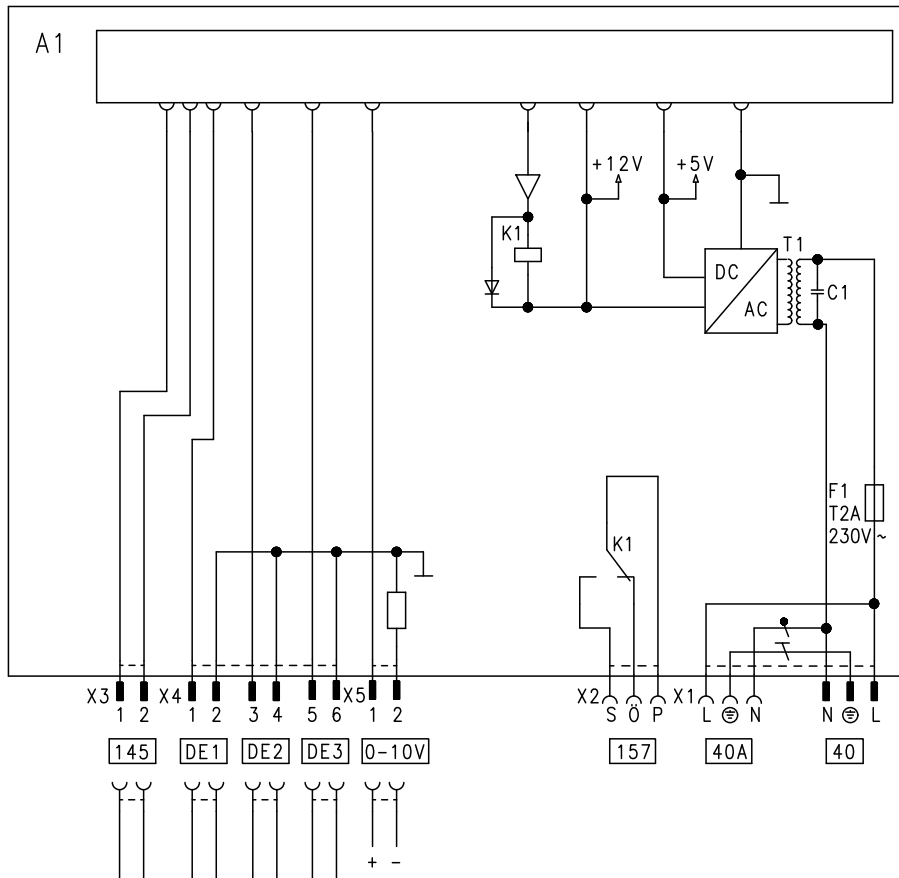 A1
+12V +5V
K1
T1
DC
AC
C1
F1
T2A
230V ~
K1
X3 X4 X5 X2 X1
1 2 1 2 3 4 5 6 1 2 S Ö P L N N L
145 DE1 DE2 DE3 0-10V 157 40A 40
+ -